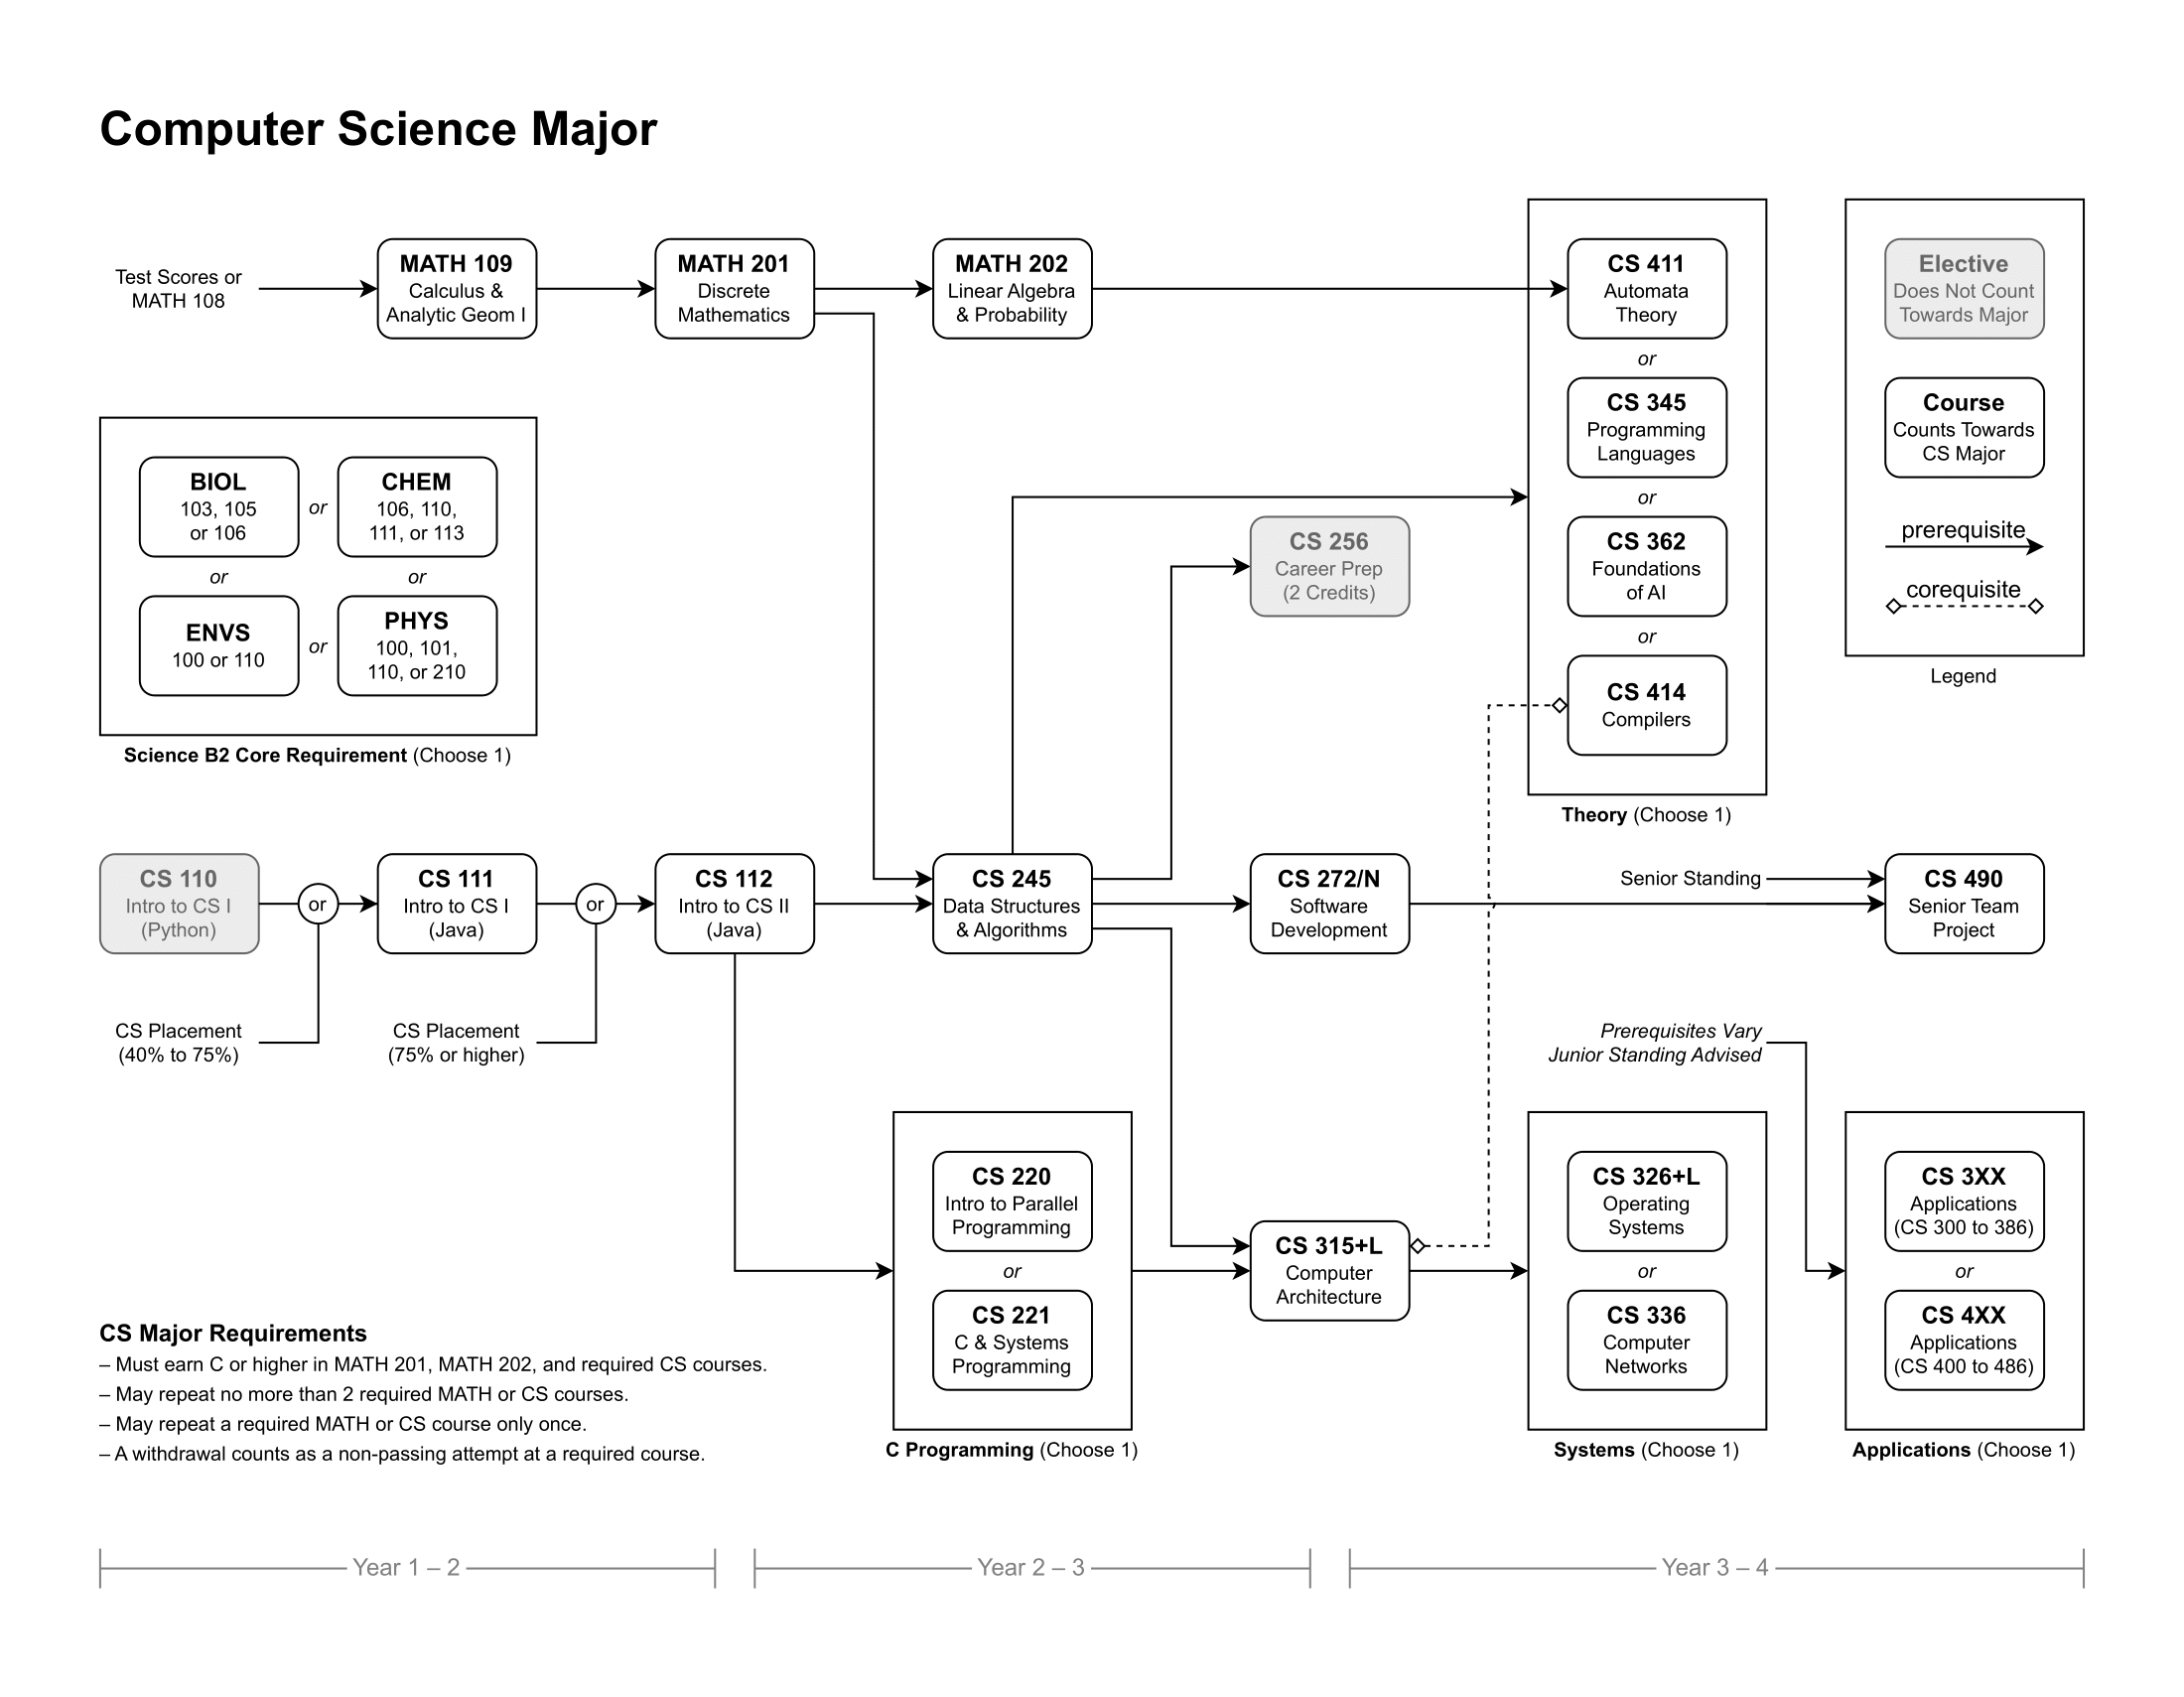 Computer Science Major
Test Scores or
MATH 108
MATH 109
Calculus &
Analytic Geom I
MATH 201
Discrete
Mathematics
MATH 202
Linear Algebra
& Probability
CS 411
Automata
Theory
or
CS 345
Programming
Languages
or
CS 362
Foundations
of AI
or
CS 414
Compilers
Theory (Choose 1)
Elective
Does Not Count
Towards Major
Course
Counts Towards
CS Major
prerequisite
corequisite
Legend
BIOL
103, 105
or 106
or
CHEM
106, 110,
111, or 113
or
or
ENVS
100 or 110
or
PHYS
100, 101,
110, or 210
Science B2 Core Requirement (Choose 1)
CS 256
Career Prep
(2 Credits)
CS 110
Intro to CS I
(Python)
or
CS 111
Intro to CS I
(Java)
or
CS 112
Intro to CS II
(Java)
CS 245
Data Structures
& Algorithms
CS 272/N
Software
Development
Senior Standing
CS 490
Senior Team
Project
CS Placement
(40% to 75%)
CS Placement
(75% or higher)
Prerequisites Vary
Junior Standing Advised
CS 220
Intro to Parallel
Programming
or
CS 221
C & Systems
Programming
C Programming (Choose 1)
CS 315+L
Computer
Architecture
CS 326+L
Operating
Systems
or
CS 336
Computer
Networks
Systems (Choose 1)
CS 3XX
Applications
(CS 300 to 386)
or
CS 4XX
Applications
(CS 400 to 486)
Applications (Choose 1)
CS Major Requirements
– Must earn C or higher in MATH 201, MATH 202, and required CS courses.
– May repeat no more than 2 required MATH or CS courses.
– May repeat a required MATH or CS course only once.
– A withdrawal counts as a non-passing attempt at a required course.
Year 1 – 2
Year 2 – 3
Year 3 – 4